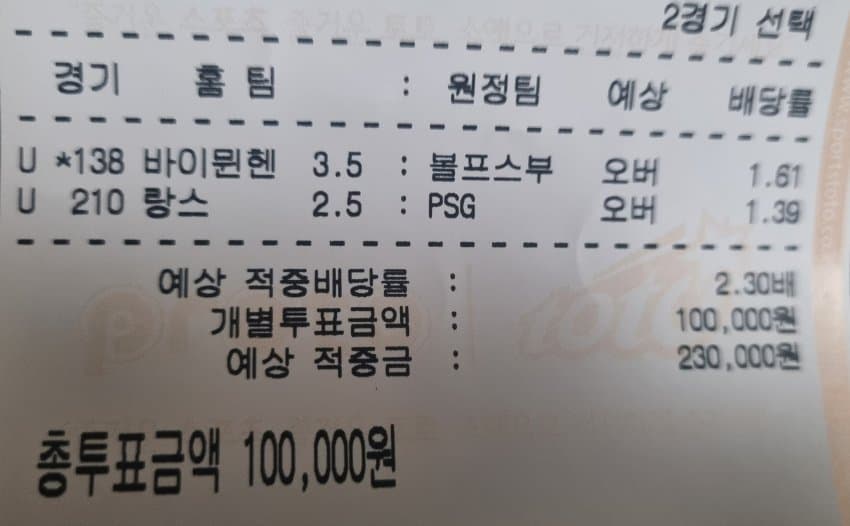 2경기 선택
경기 홈 팀 : 원정팀 예상 배당률
U *138 바이뮌헨 3.5 : 볼프스부 오버 1.61
U 210 랑스 2.5 : PSG 오버 1.39
예상 적중배당률 : 2.30배
개별투표금액 : 100,000원
예상 적중금 : 230,000원
총투표금액 100,000원